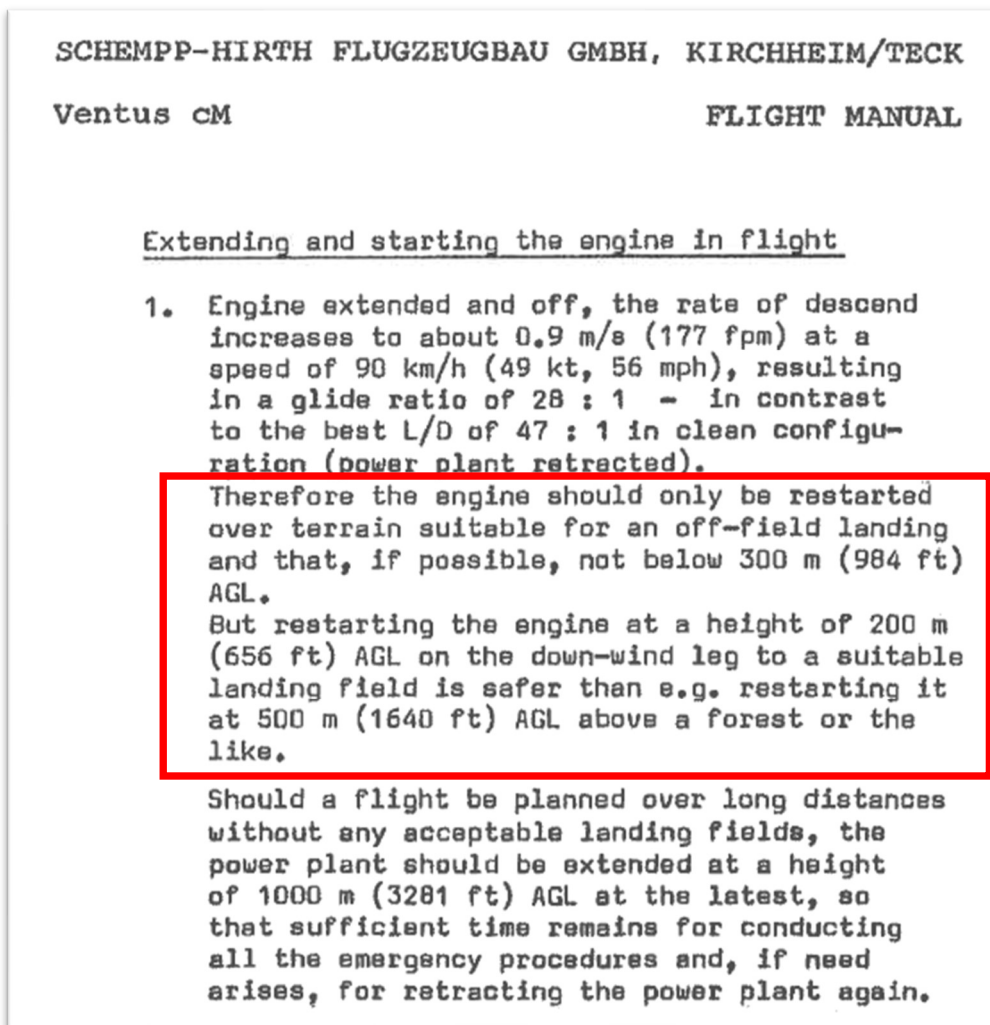 SCHEMPP-HIRTH FLUGZEUGBAU GMBH, KIRCHHEIM/TECK
Ventus cM FLIGHT MANUAL
Extending and starting the engine in flight
1. Engine extended and off, the rate of descend
increases to about 0.9 m/s (177 fpm) at a
speed of 90 km/h (49 kt, 56 mph), resulting
in a glide ratio of 28 : 1 - in contrast
to the best L/D of 47 : 1 in clean configu-
ration (power plant retracted).
Therefore the engine should only be restarted
over terrain suitable for an off-field landing
and that, if possible, not below 300 m (984 ft)
AGL.
But restarting the engine at a height of 200 m
(656 ft) AGL on the down-wind leg to a suitable
landing field is safer than e.g. restarting it
at 500 m (1640 ft) AGL above a forest or the
like.
Should a flight be planned over long distances
without any acceptable landing fields, the
power plant should be extended at a height
of 1000 m (3281 ft) AGL at the latest, so
that sufficient time remains for conducting
all the emergency procedures and, if need
arises, for retracting the power plant again.